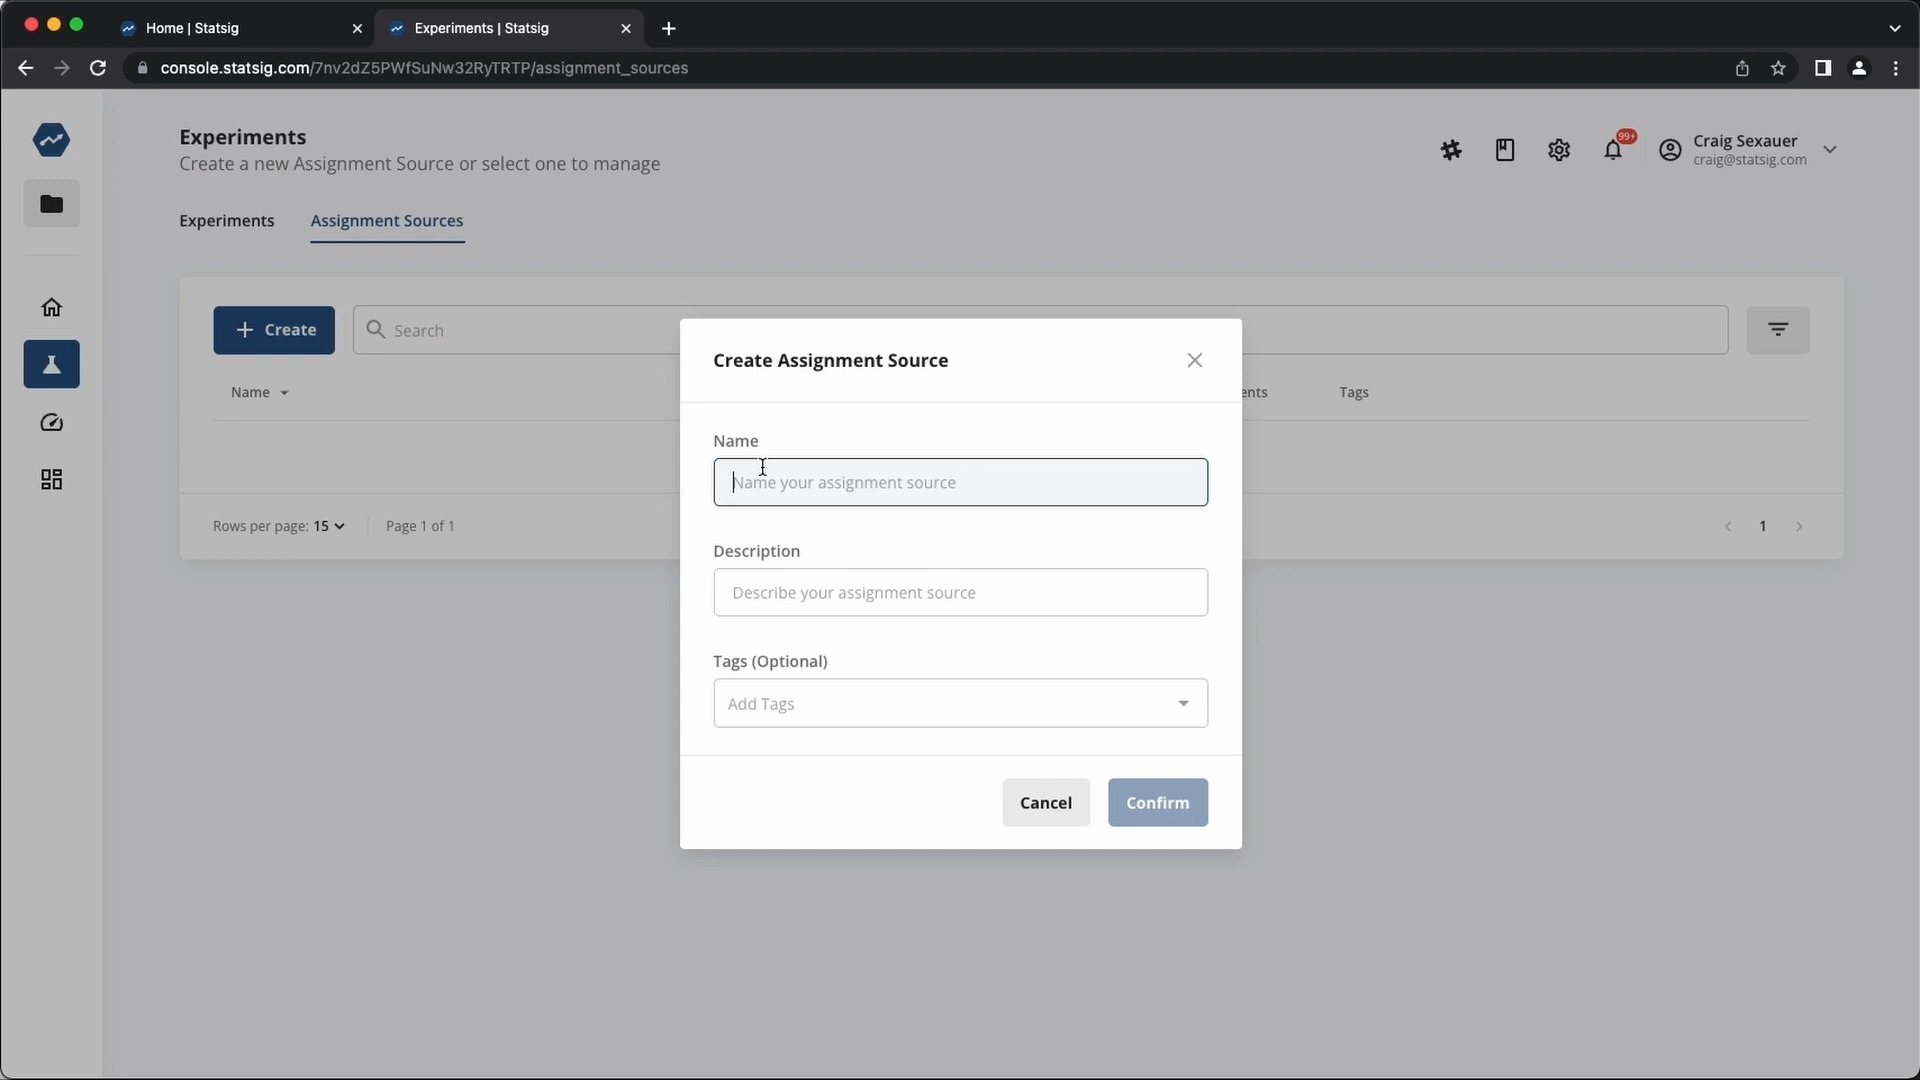 Home | Statsig
Experiments | Statsig
console.statsig.com/7nv2dZ5PWfSuNw32RyTRTP/assignment_sources
Experiments
Create a new Assignment Source or select one to manage
99+
Craig Sexauer
craig@statsig.com
Experiments
Assignment Sources
Create
Search
Name
ents
Tags
Rows per page: 15
Page 1 of 1
1
Create Assignment Source
Name
Name your assignment source
Description
Describe your assignment source
Tags (Optional)
Add Tags
Cancel
Confirm